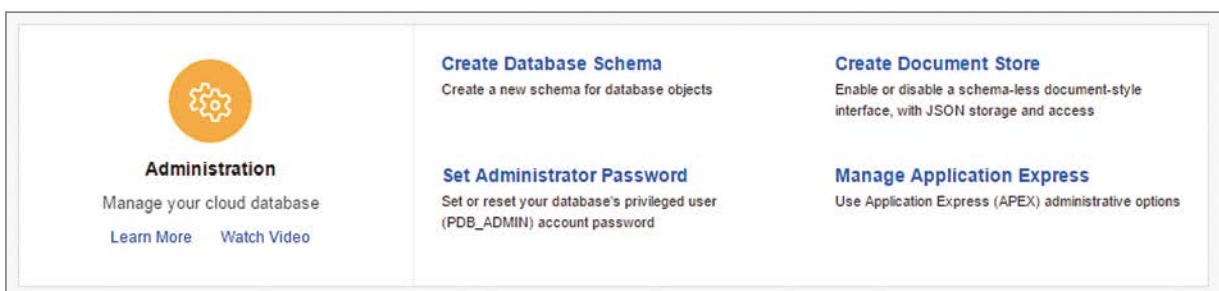 Administration
Manage your cloud database
Learn More Watch Video
Create Database Schema
Create a new schema for database objects
Create Document Store
Enable or disable a schema-less document-style
interface, with JSON storage and access
Set Administrator Password
Set or reset your database's privileged user
(PDB_ADMIN) account password
Manage Application Express
Use Application Express (APEX) administrative options